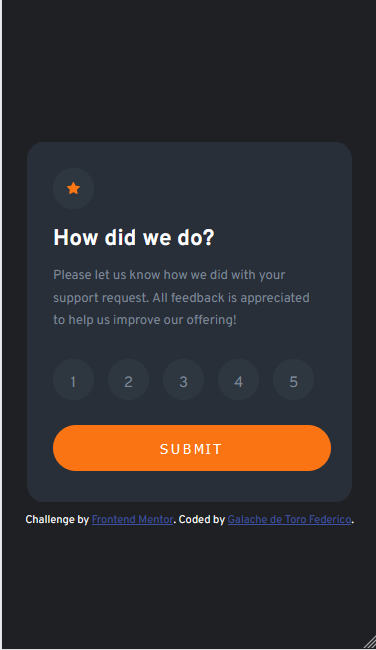 How did we do?
Please let us know how we did with your
support request. All feedback is appreciated
to help us improve our offering!
1 2 3 4 5
SUBMIT
Challenge by Frontend Mentor. Coded by Galache de Toro Federico.